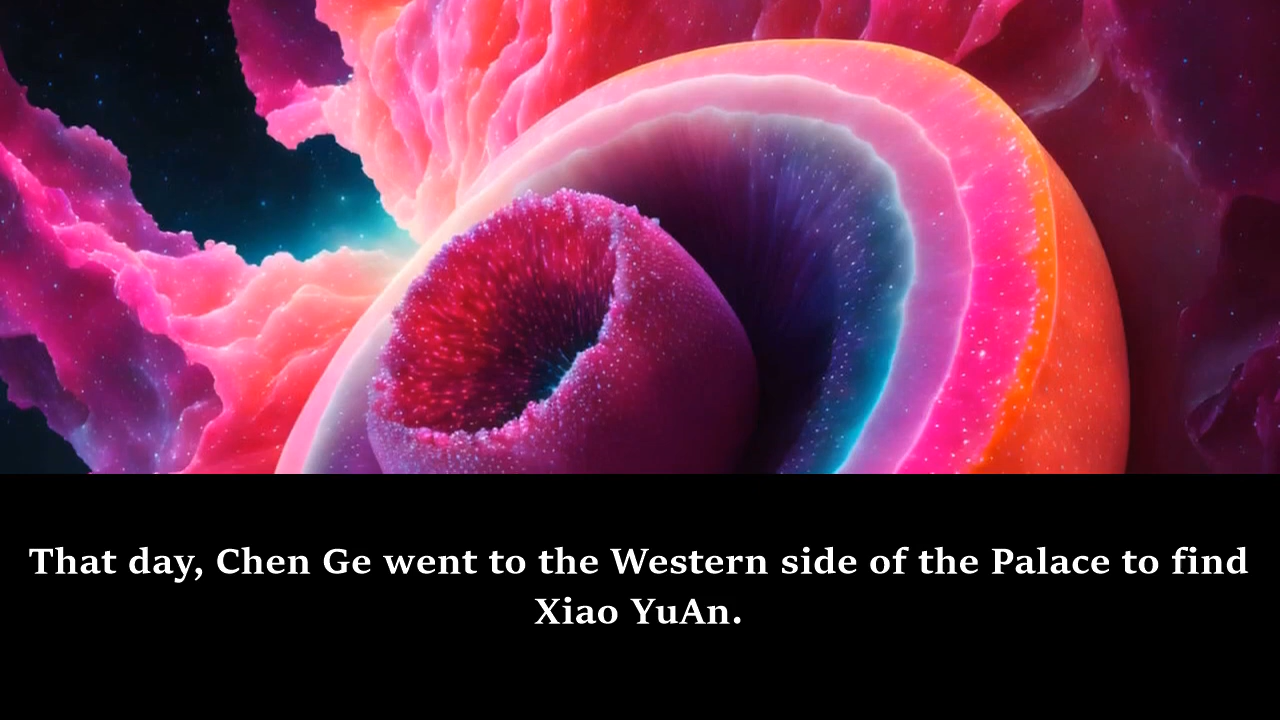 That day, Chen Ge went to the Western side of the Palace to find
Xiao YuAn.